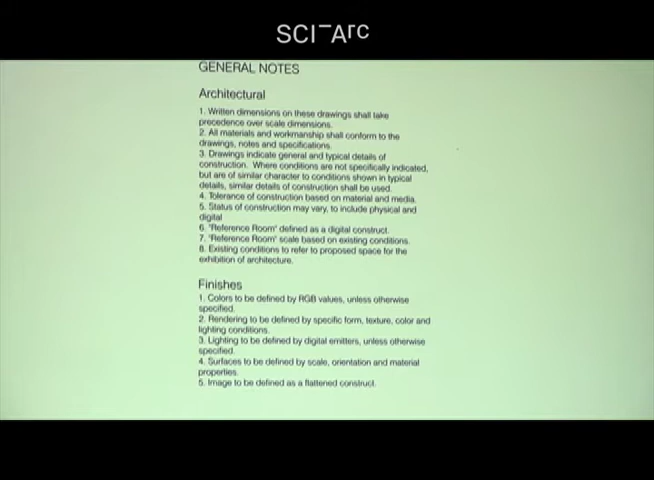 SCI-Arc
GENERAL NOTES
Architectural
1. Written dimensions on these drawings shall take
precedence over scale dimensions.
2. All materials and workmanship shall conform to the
drawings, notes and specifications.
3. Drawings indicate general and typical details of
construction. Where conditions are not specifically indicated,
but are of similar character to conditions shown in typical
details, similar details of construction shall be used.
4. Tolerance of construction based on material and media.
5. Status of construction may vary, to include physical and
digital
6. "Reference Room" defined as a digital construct.
7. "Reference Room" scale based on existing conditions.
8. Existing conditions to refer to proposed space for the
exhibition of architecture.
Finishes
1. Colors to be defined by RGB values, unless otherwise
specified.
2. Rendering to be defined by specific form, texture, color and
lighting conditions.
3. Lighting to be defined by digital emitters, unless otherwise
specified.
4. Surfaces to be defined by scale, orientation and material
properties.
5. Image to be defined as a flattened construct.